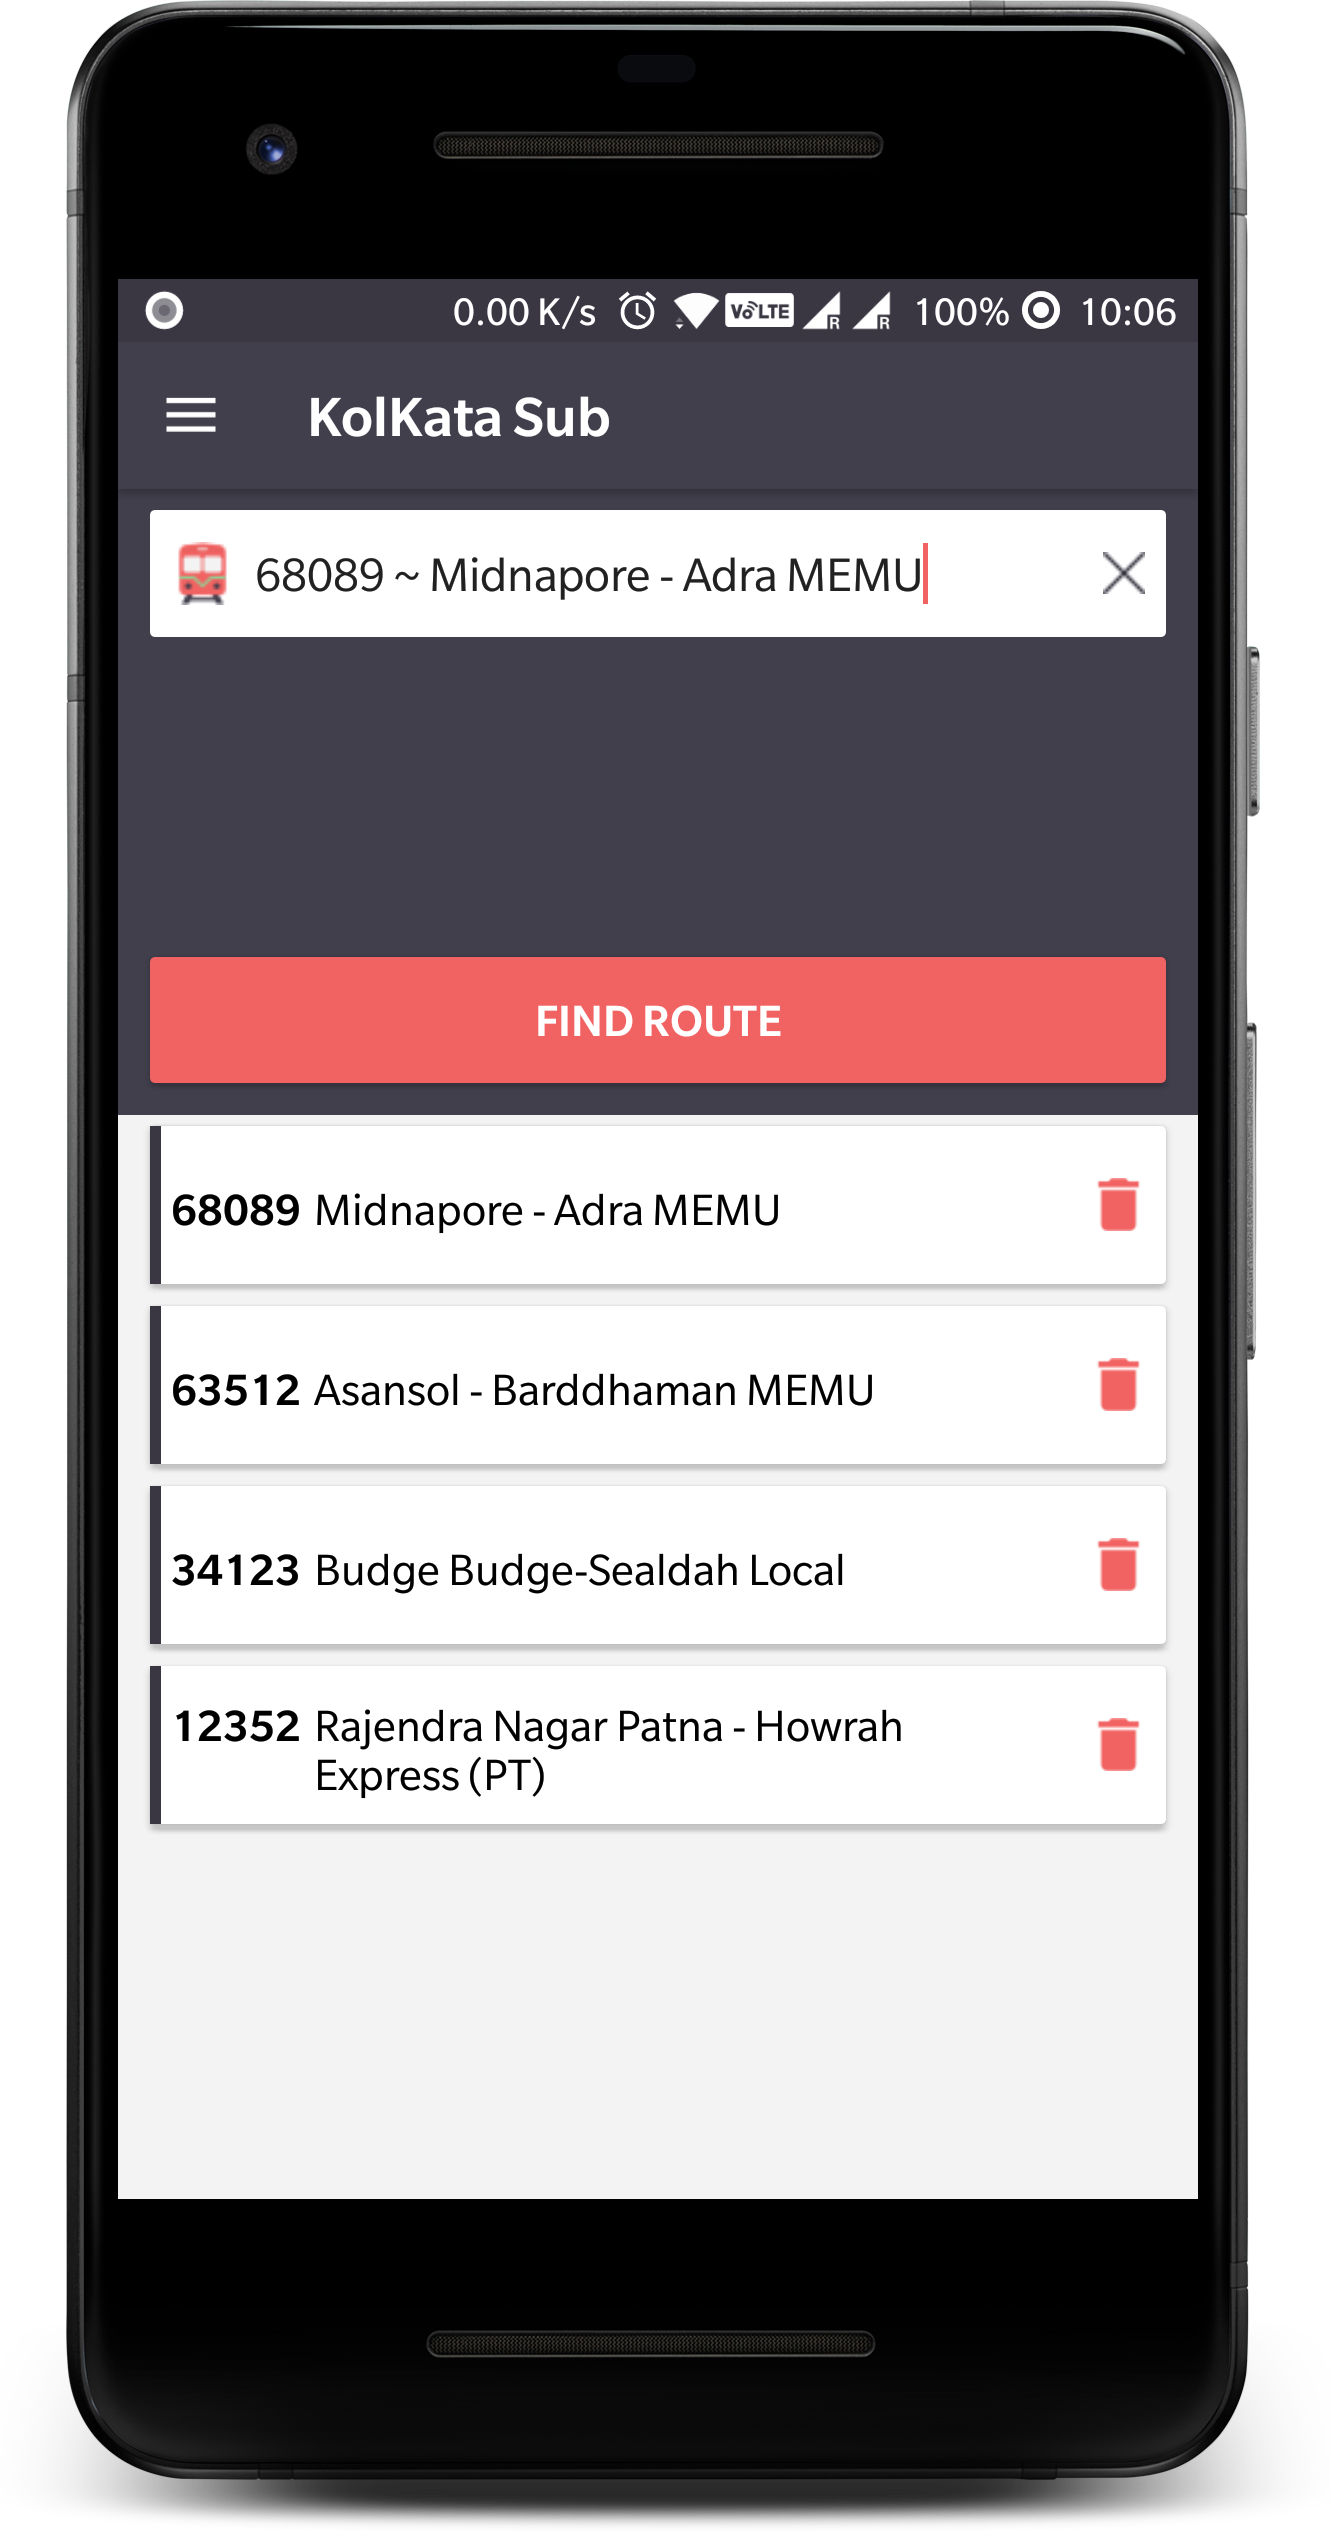 0.00 K/s VoLTE R R 100% 10:06
KolKata Sub
68089 ~ Midnapore - Adra MEMU
FIND ROUTE
68089 Midnapore - Adra MEMU
63512 Asansol - Barddhaman MEMU
34123 Budge Budge-Sealdah Local
12352 Rajendra Nagar Patna - Howrah
Express (PT)